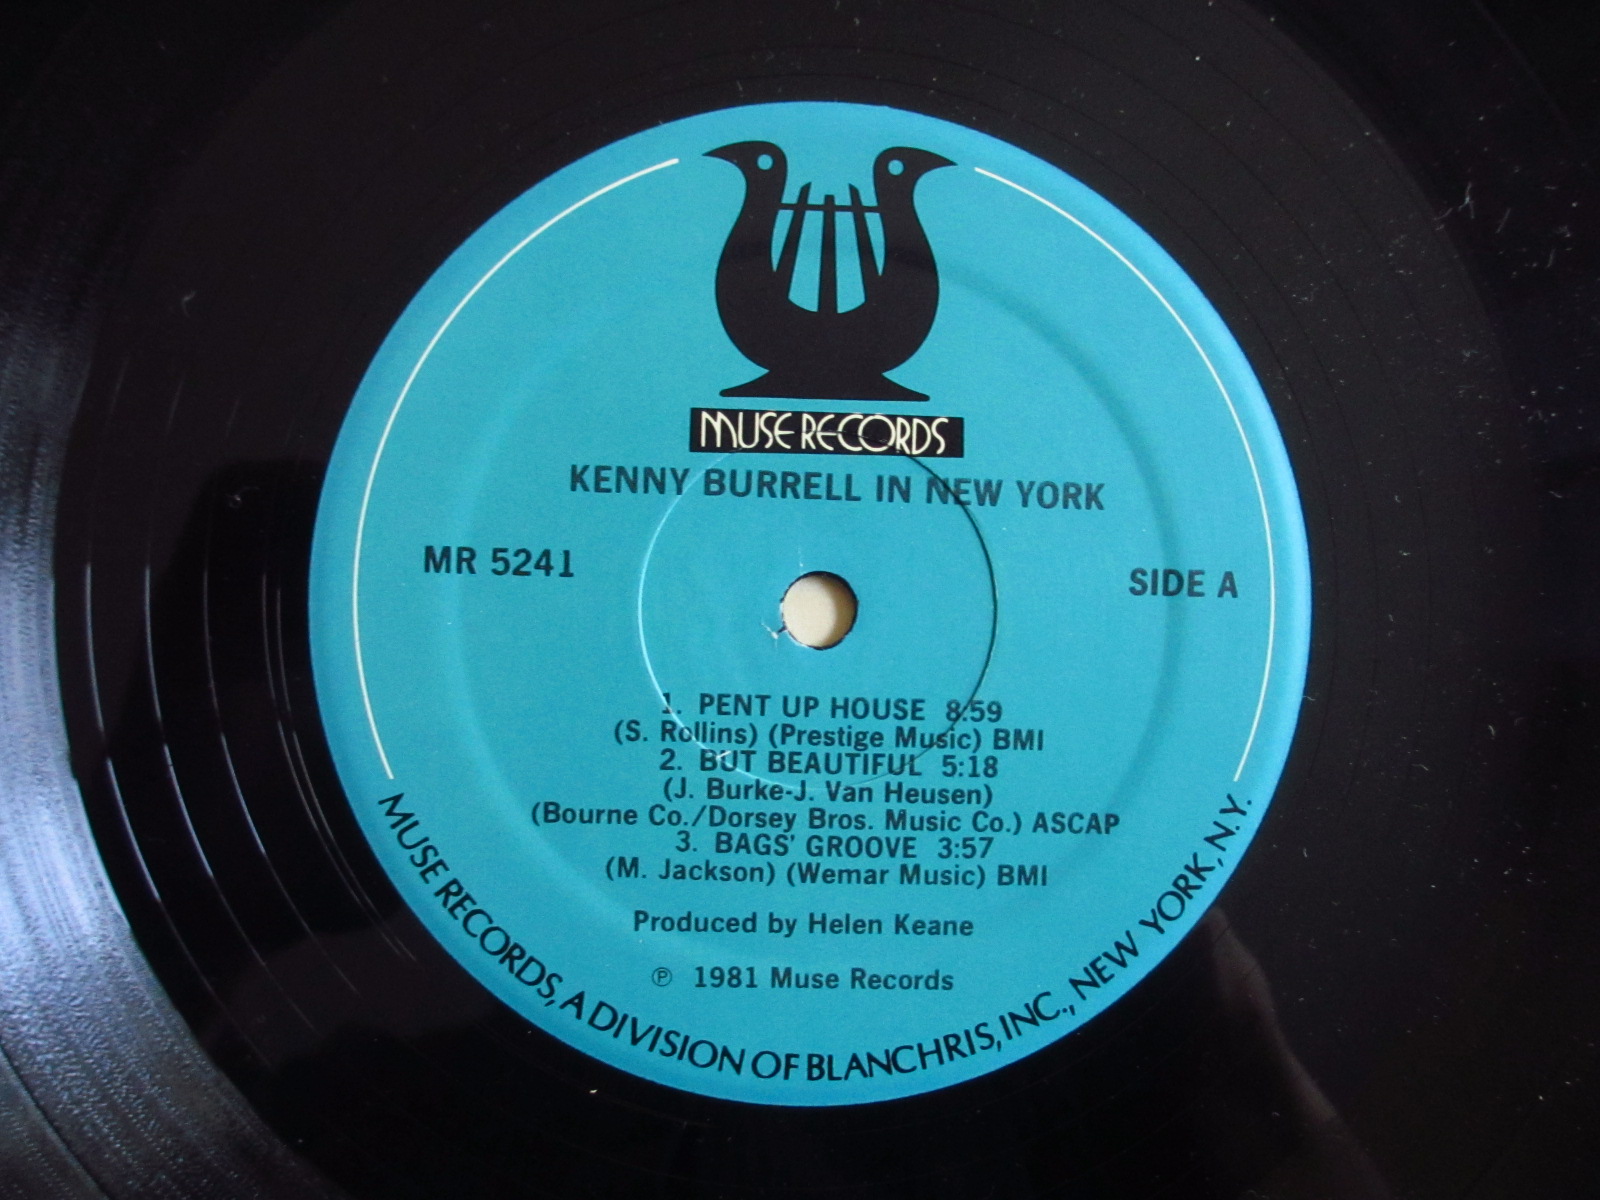 MUSE RECORDS
KENNY BURRELL IN NEW YORK
MR 5241
SIDE A
1. PENT UP HOUSE 8:59
(S. Rollins) (Prestige Music) BMI
2. BUT BEAUTIFUL 5:18
(J. Burke-J. Van Heusen)
(Bourne Co./Dorsey Bros. Music Co.) ASCAP
3. BAGS' GROOVE 3:57
(M. Jackson) (Wemar Music) BMI
Produced by Helen Keane
℗ 1981 Muse Records
MUSE RECORDS, A DIVISION OF BLANCHRIS, INC., NEW YORK, N.Y.